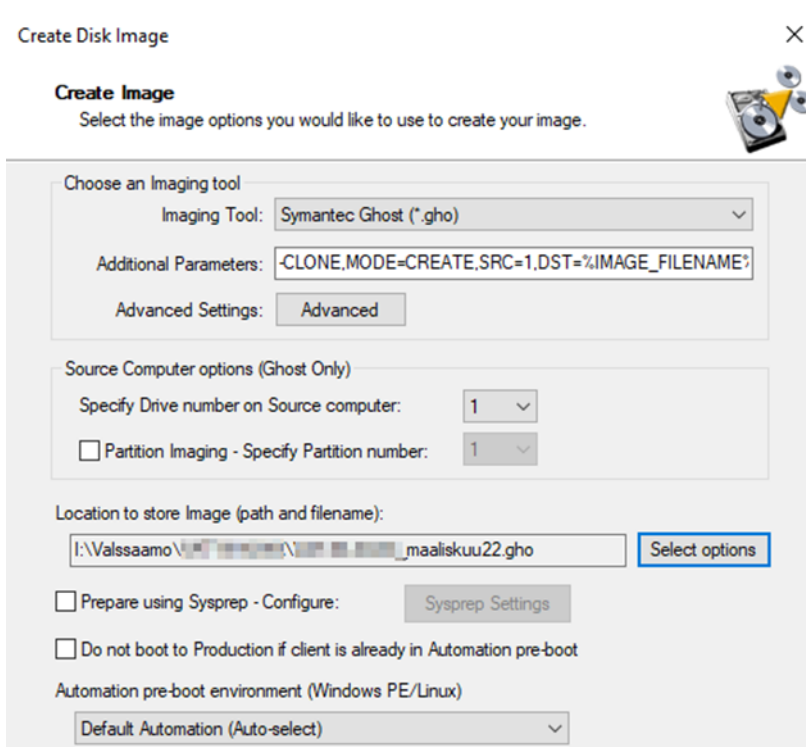 Create Disk Image
Create Image
Select the image options you would like to use to create your image.
Choose an Imaging tool
Imaging Tool: Symantec Ghost (*.gho)
Additional Parameters: -CLONE,MODE=CREATE,SRC=1,DST=%IMAGE_FILENAME%
Advanced Settings: Advanced
Source Computer options (Ghost Only)
Specify Drive number on Source computer: 1
Partition Imaging - Specify Partition number: 1
Location to store Image (path and filename):
I:\Valssaamo\ \ _maaliskuu22.gho Select options
Prepare using Sysprep - Configure: Sysprep Settings
Do not boot to Production if client is already in Automation pre-boot
Automation pre-boot environment (Windows PE/Linux)
Default Automation (Auto-select)